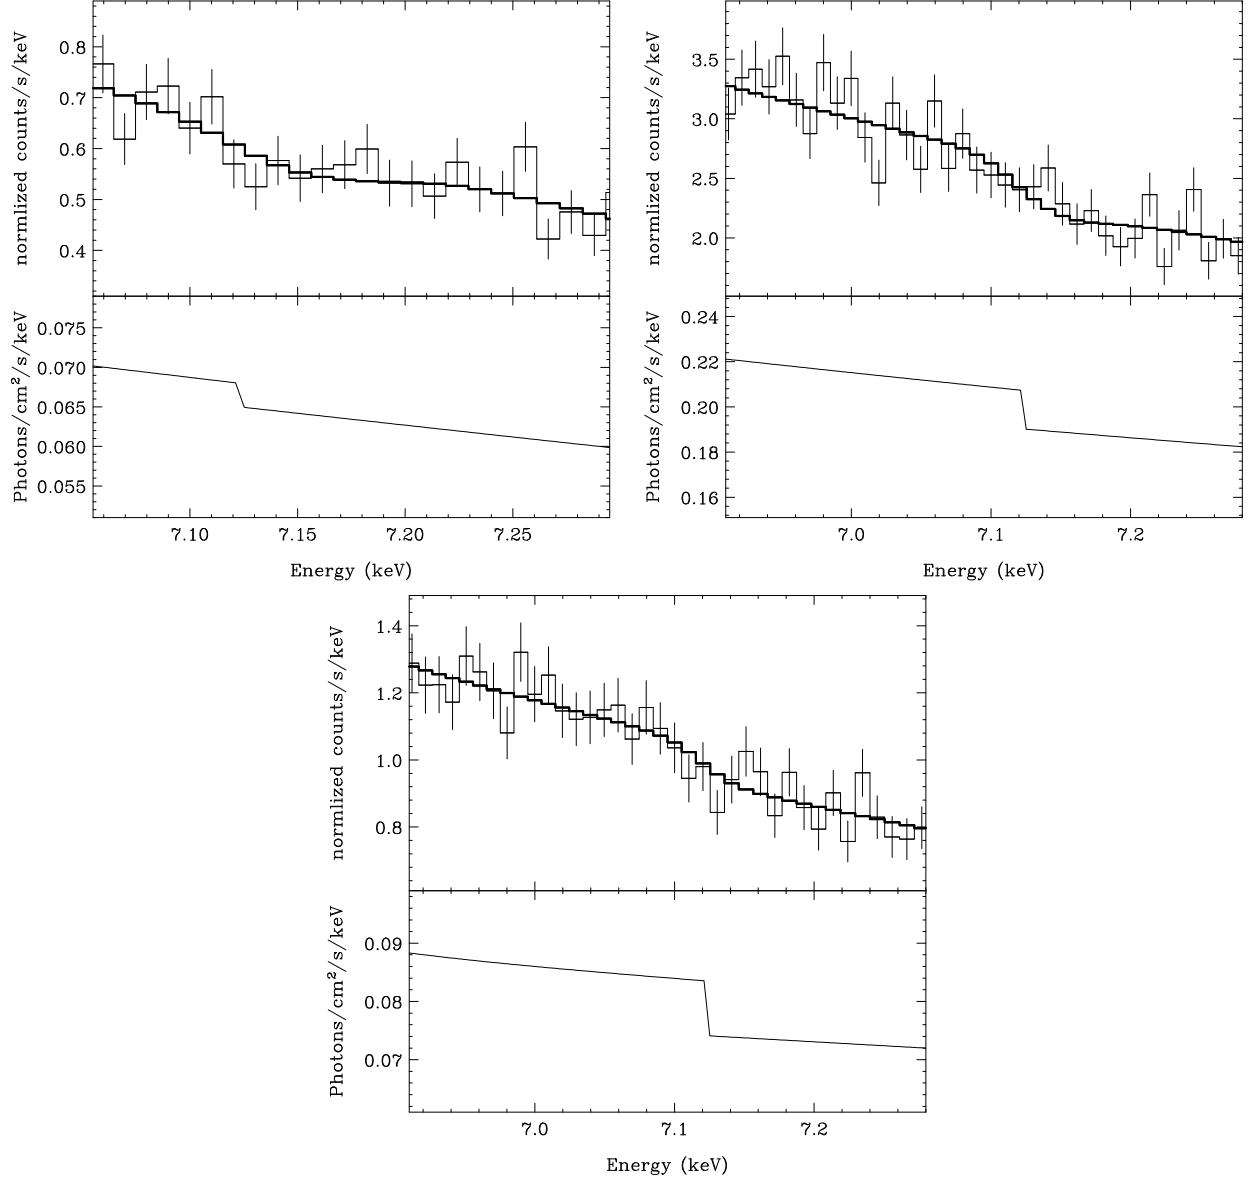 normlized counts/s/keV
0.8
0.7
0.6
0.5
0.4
Photons/cm²/s/keV
0.075
0.070
0.065
0.060
0.055
7.10 7.15 7.20 7.25
Energy (keV)
normlized counts/s/keV
3.5
3.0
2.5
2.0
Photons/cm²/s/keV
0.24
0.22
0.20
0.18
0.16
7.0 7.1 7.2
Energy (keV)
normlized counts/s/keV
1.4
1.2
1.0
0.8
Photons/cm²/s/keV
0.09
0.08
0.07
7.0 7.1 7.2
Energy (keV)